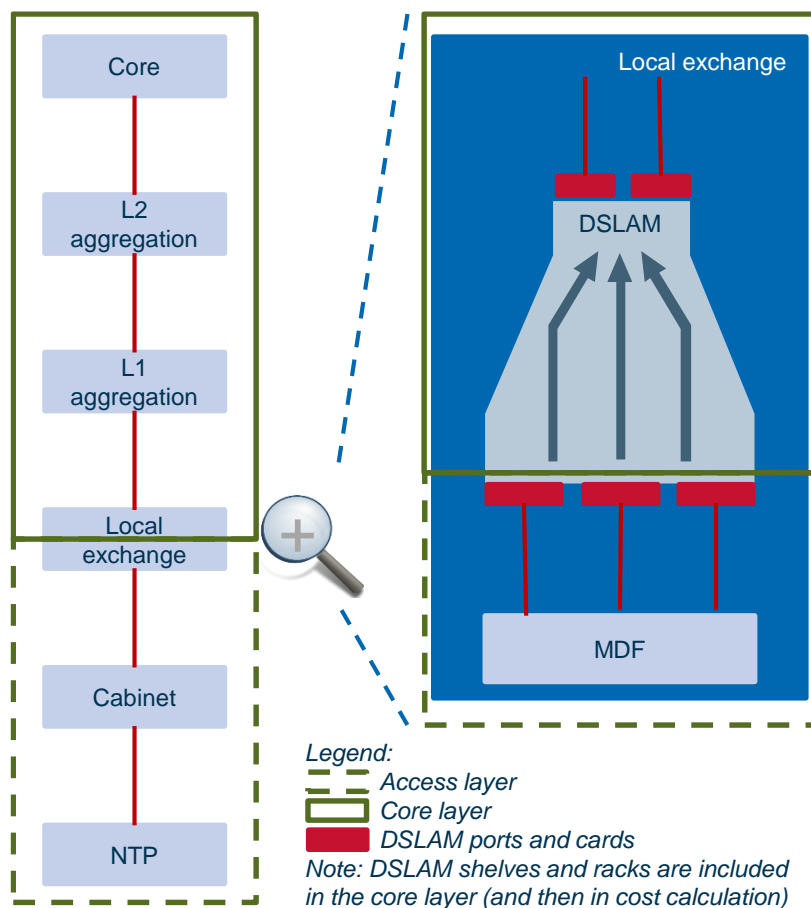 Core
L2
aggregation
L1
aggregation
Local
exchange
Cabinet
NTP
Local exchange
DSLAM
MDF
Legend:
Access layer
Core layer
DSLAM ports and cards
Note: DSLAM shelves and racks are included
in the core layer (and then in cost calculation)